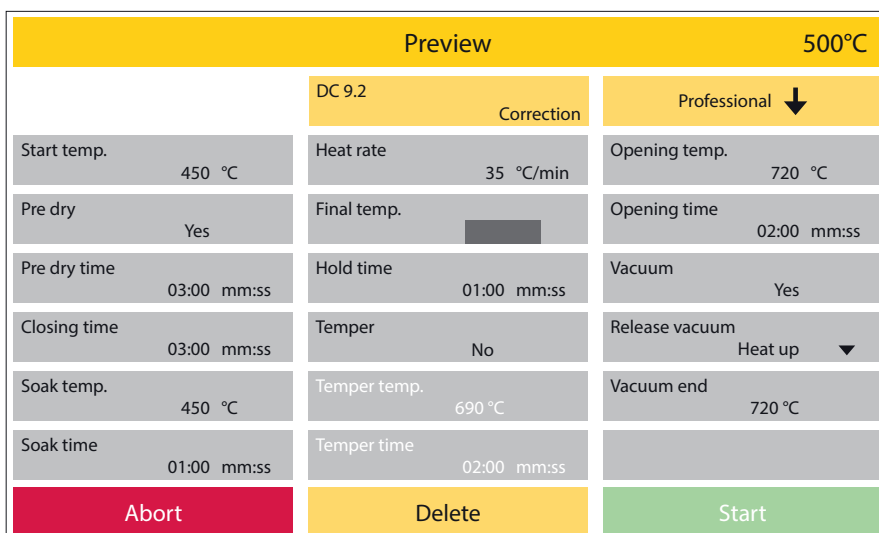 Preview 500°C
DC 9.2
Correction
Professional
Start temp.
450 °C
Heat rate
35 °C/min
Opening temp.
720 °C
Pre dry
Yes
Final temp.
Opening time
02:00 mm:ss
Pre dry time
03:00 mm:ss
Hold time
01:00 mm:ss
Vacuum
Yes
Closing time
03:00 mm:ss
Temper
No
Release vacuum
Heat up
Soak temp.
450 °C
Temper temp.
690 °C
Vacuum end
720 °C
Soak time
01:00 mm:ss
Temper time
02:00 mm:ss
Abort
Delete
Start